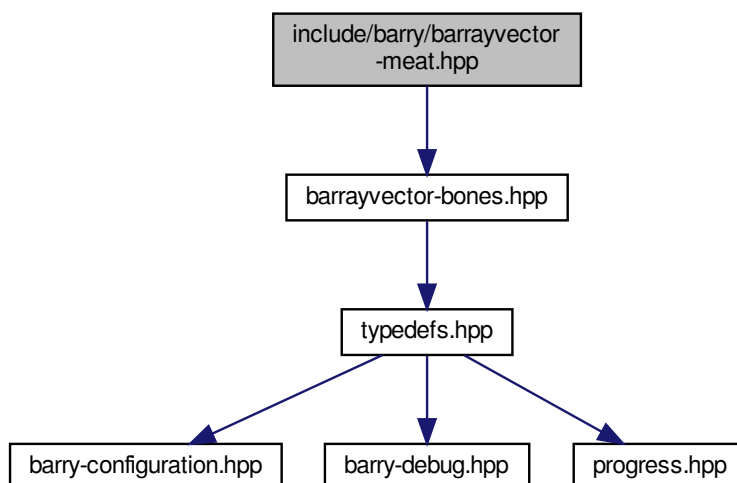 include/barry/barrayvector
-meat.hpp
barrayvector-bones.hpp
typedefs.hpp
barry-configuration.hpp
barry-debug.hpp
progress.hpp